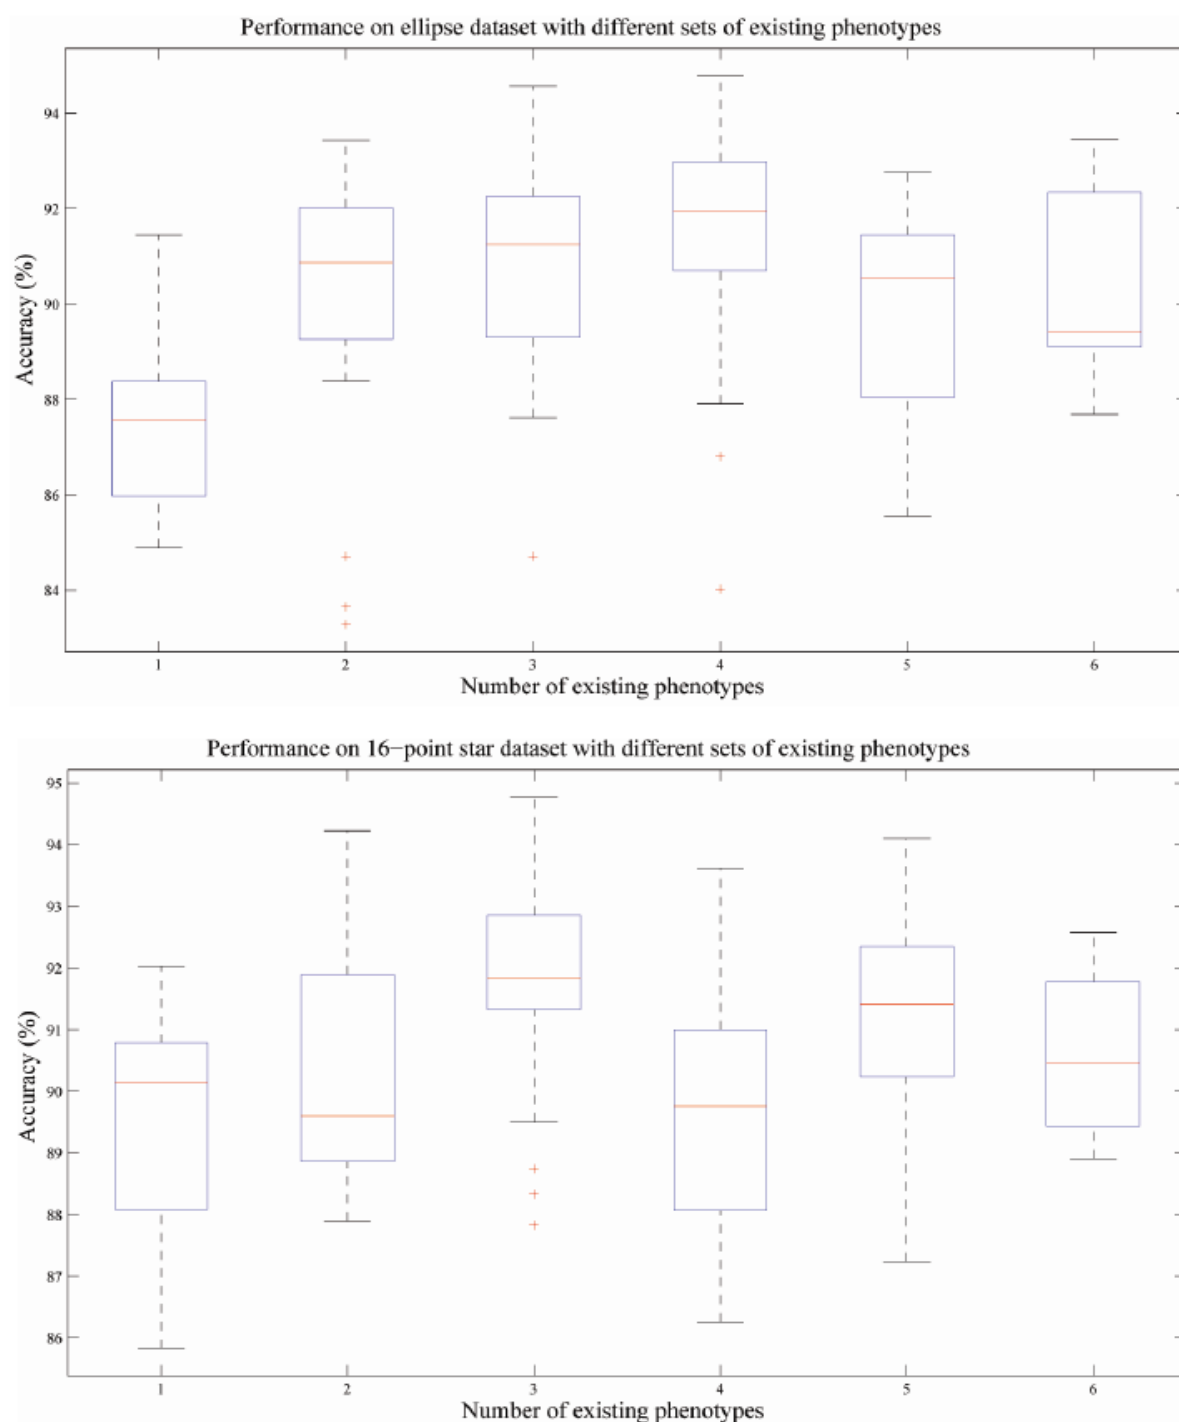 Performance on ellipse dataset with different sets of existing phenotypes
94
92
90
88
86
84
Accuracy (%)
1 2 3 4 5 6
Number of existing phenotypes
Performance on 16−point star dataset with different sets of existing phenotypes
95
94
93
92
91
90
89
88
87
86
Accuracy (%)
1 2 3 4 5 6
Number of existing phenotypes